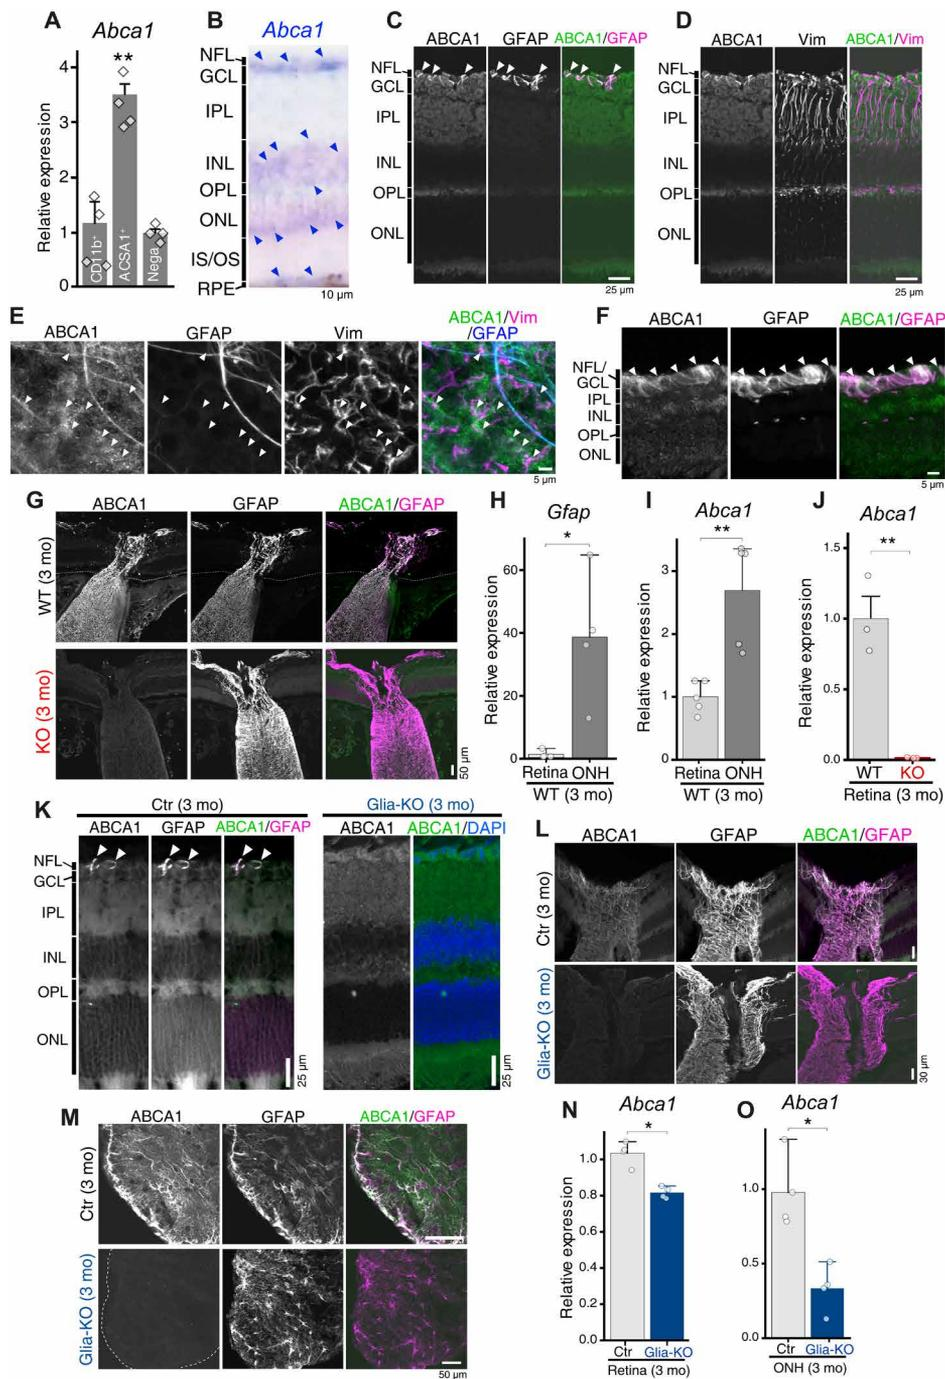 A
Abca1
**
4
3
2
1
0
Relative expression
CD11b⁺
ACSA1⁺
Nega
B
Abca1
NFL
GCL
IPL
INL
OPL
ONL
IS/OS
RPE
10 µm
C
ABCA1 GFAP ABCA1/GFAP
NFL
GCL
IPL
INL
OPL
ONL
25 µm
D
ABCA1 Vim ABCA1/Vim
NFL
GCL
IPL
INL
OPL
ONL
25 µm
E
ABCA1 GFAP Vim ABCA1/Vim
/GFAP
5 µm
F
ABCA1 GFAP ABCA1/GFAP
NFL/
GCL
IPL
INL
OPL
ONL
5 µm
G
ABCA1 GFAP ABCA1/GFAP
WT (3 mo)
KO (3 mo)
50 µm
H
Gfap
*
60
40
20
0
Relative expression
Retina ONH
WT (3 mo)
I
Abca1
**
3
2
1
0
Relative expression
Retina ONH
WT (3 mo)
J
Abca1
**
1.5
1.0
0.5
0.0
Relative expression
WT KO
Retina (3 mo)
K
Ctr (3 mo) Glia-KO (3 mo)
ABCA1 GFAP ABCA1/GFAP ABCA1 ABCA1/DAPI
NFL
GCL
IPL
INL
OPL
ONL
25 µm
25 µm
L
ABCA1 GFAP ABCA1/GFAP
Ctr (3 mo)
Glia-KO (3 mo)
30 µm
M
ABCA1 GFAP ABCA1/GFAP
Ctr (3 mo)
Glia-KO (3 mo)
50 µm
N
Abca1
*
1.0
0.8
0.6
0.4
0.2
0.0
Relative expression
Ctr Glia-KO
Retina (3 mo)
O
Abca1
*
1.0
0.5
0.0
Ctr Glia-KO
ONH (3 mo)